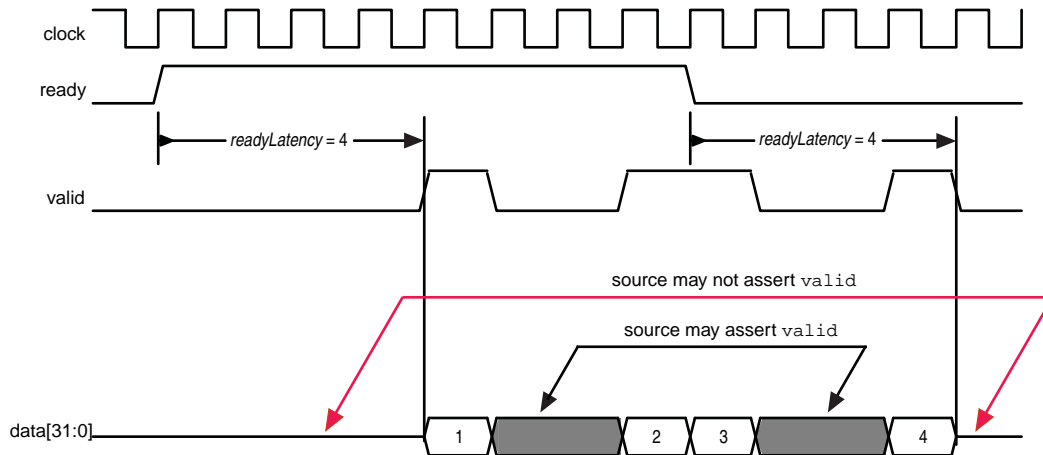 clock
ready
readyLatency = 4 readyLatency = 4
valid
source may not assert valid
source may assert valid
data[31:0] 1 2 3 4